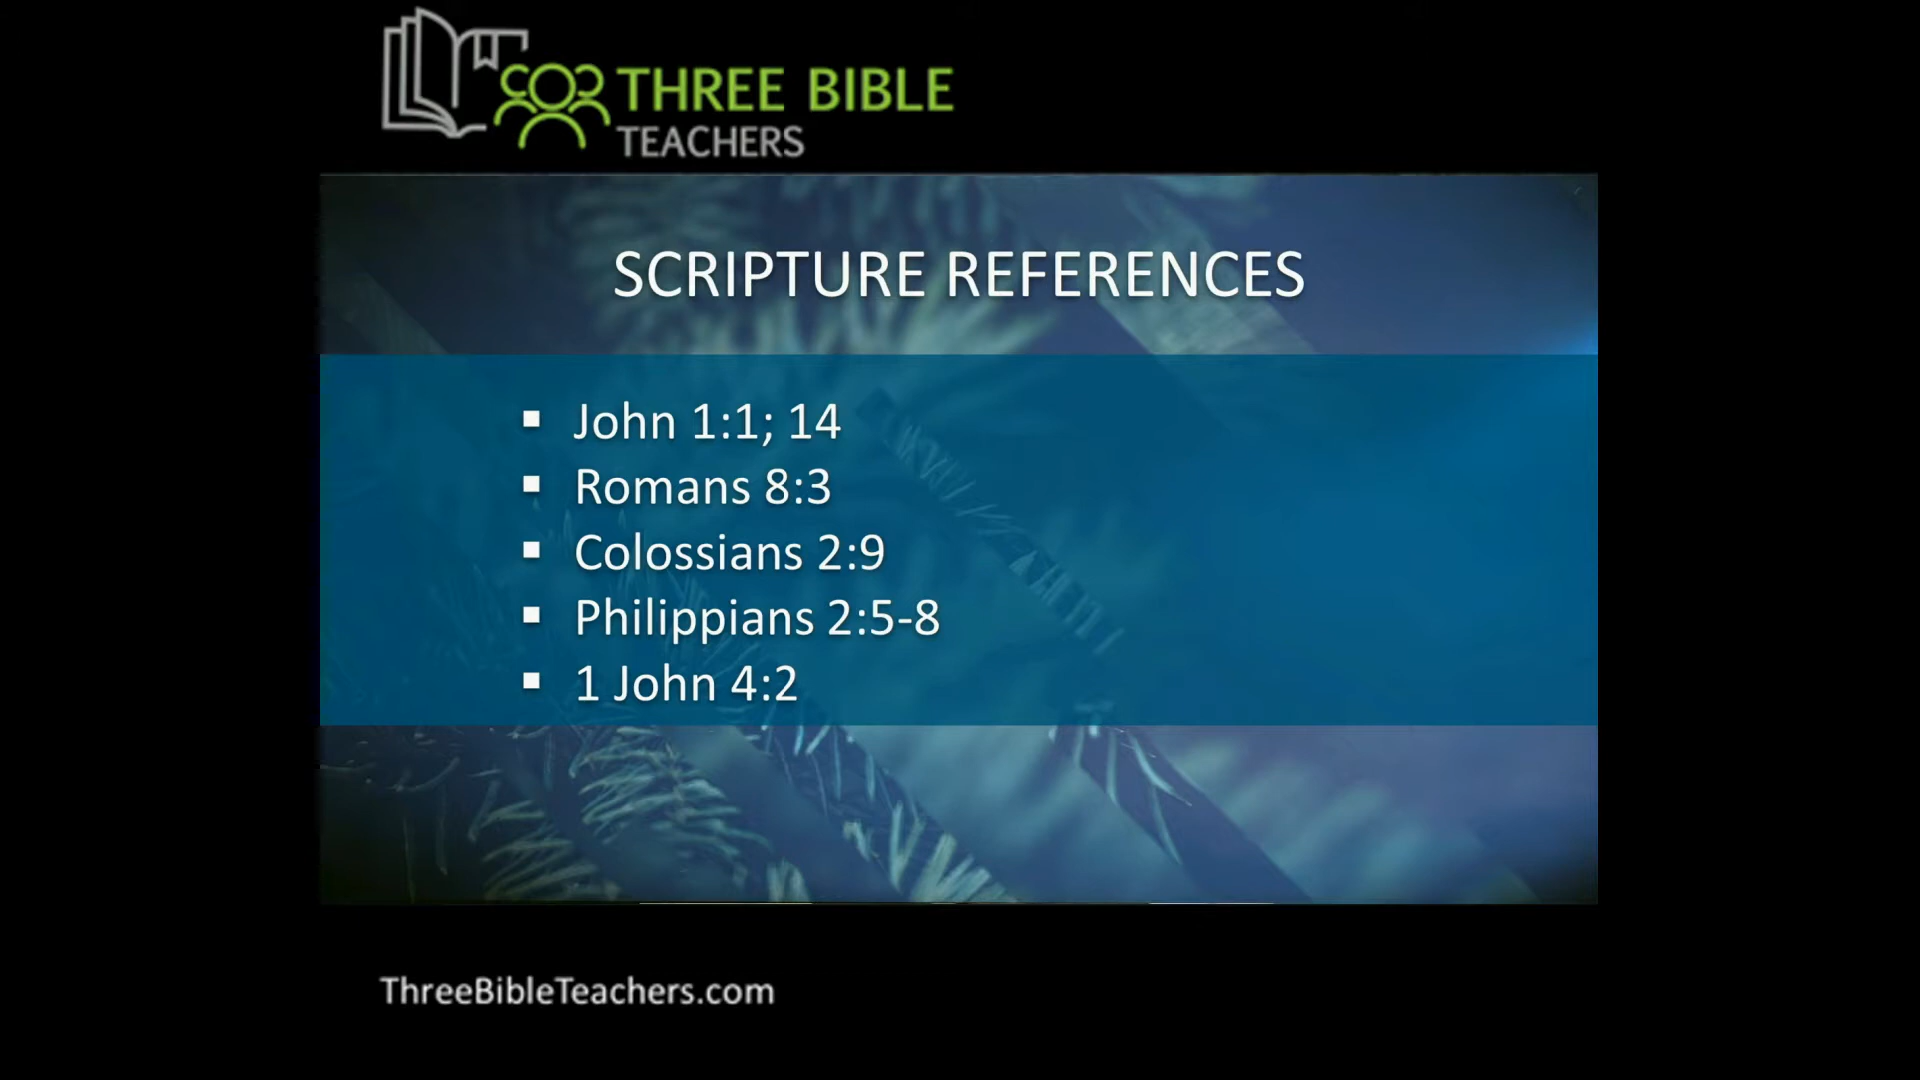 THREE BIBLE
TEACHERS
SCRIPTURE REFERENCES
▪ John 1:1; 14
▪ Romans 8:3
▪ Colossians 2:9
▪ Philippians 2:5-8
▪ 1 John 4:2
ThreeBibleTeachers.com